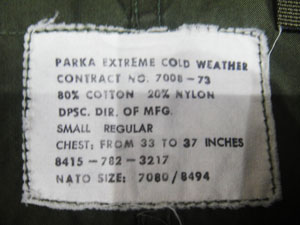 PARKA EXTREME COLD WEATHER
CONTRACT NO. 7008-73
80% COTTON 20% NYLON
DPSC. DIR. OF MFG.
SMALL REGULAR
CHEST: FROM 33 TO 37 INCHES
8415-782-3217
NATO SIZE: 7080/8494